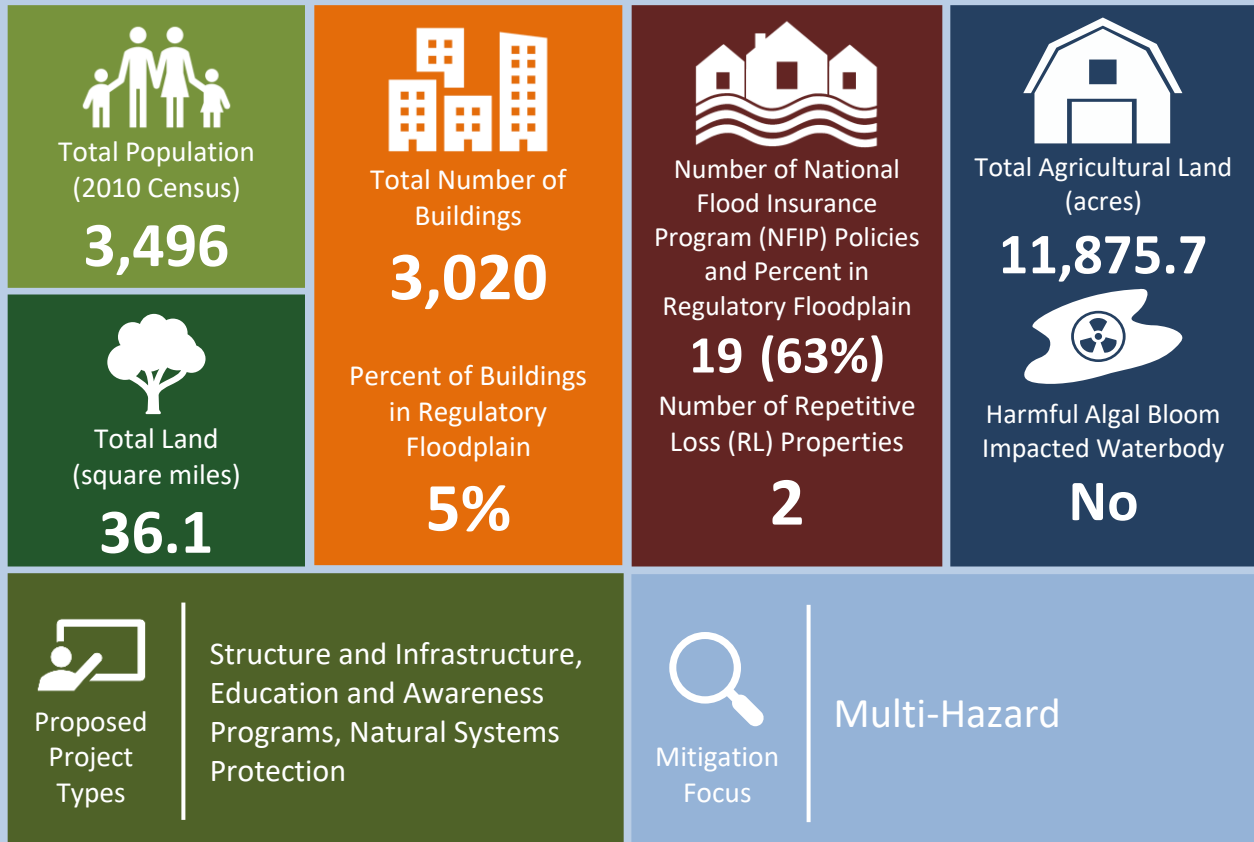 Total Population
(2010 Census)
3,496
Total Land
(square miles)
36.1
Total Number of
Buildings
3,020
Percent of Buildings
in Regulatory
Floodplain
5%
Number of National
Flood Insurance
Program (NFIP) Policies
and Percent in
Regulatory Floodplain
19 (63%)
Number of Repetitive
Loss (RL) Properties
2
Total Agricultural Land
(acres)
11,875.7
Harmful Algal Bloom
Impacted Waterbody
No
Proposed
Project
Types
Structure and Infrastructure,
Education and Awareness
Programs, Natural Systems
Protection
Mitigation
Focus
Multi-Hazard